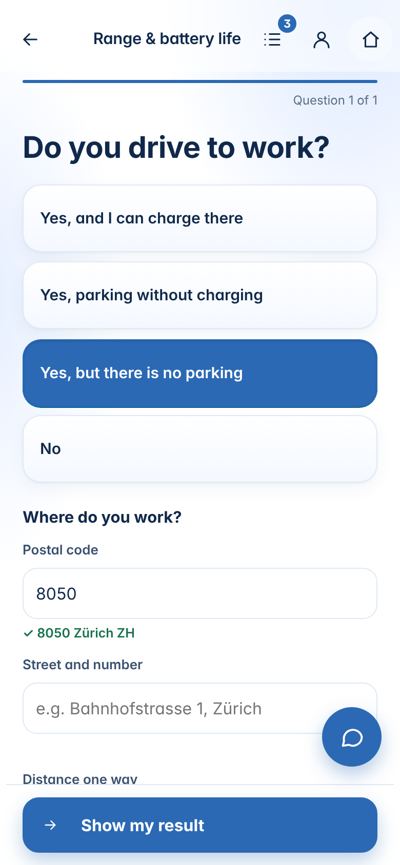 Range & battery life
3
Question 1 of 1
Do you drive to work?
Yes, and I can charge there
Yes, parking without charging
Yes, but there is no parking
No
Where do you work?
Postal code
8050
✓ 8050 Zürich ZH
Street and number
e.g. Bahnhofstrasse 1, Zürich
Distance one way
→ Show my result